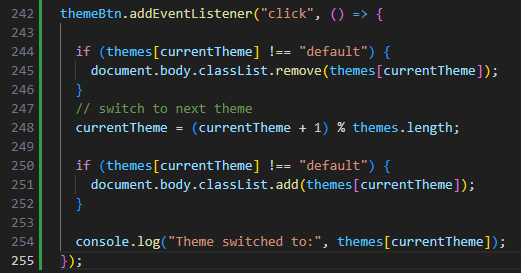 242 themeBtn.addEventListener("click", () => {
243
244 if (themes[currentTheme] !== "default") {
245 document.body.classList.remove(themes[currentTheme]);
246 }
247 // switch to next theme
248 currentTheme = (currentTheme + 1) % themes.length;
249
250 if (themes[currentTheme] !== "default") {
251 document.body.classList.add(themes[currentTheme]);
252 }
253
254 console.log("Theme switched to:", themes[currentTheme]);
255 });